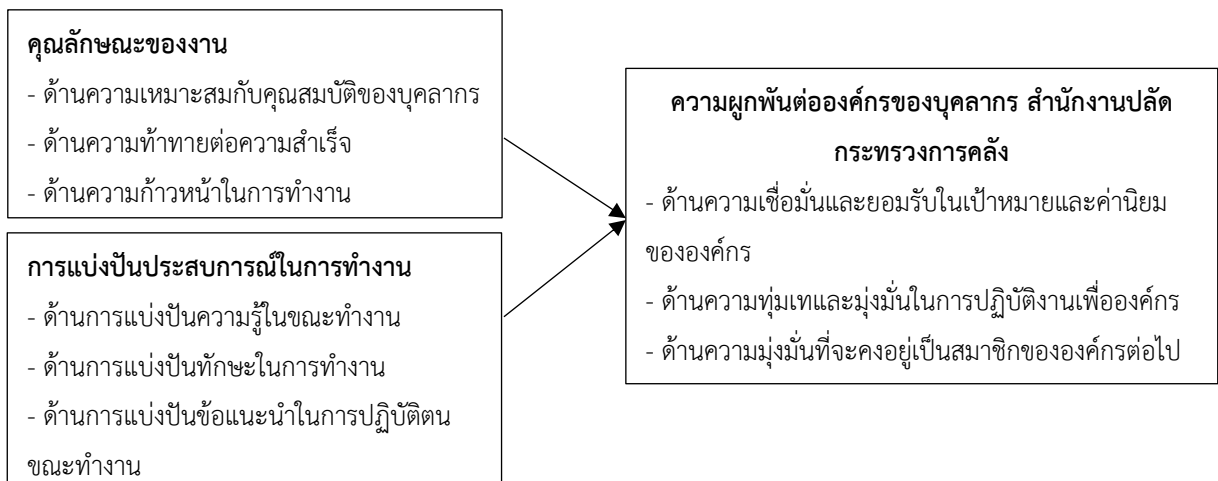 คุณลักษณะของงาน
- ด้านความเหมาะสมกับคุณสมบัติของบุคลากร
- ด้านความท้าทายต่อความสำเร็จ
- ด้านความก้าวหน้าในการทำงาน
การแบ่งปันประสบการณ์ในการทำงาน
- ด้านการแบ่งปันความรู้ในขณะทำงาน
- ด้านการแบ่งปันทักษะในการทำงาน
- ด้านการแบ่งปันข้อแนะนำในการปฏิบัติตน
ขณะทำงาน
ความผูกพันต่อองค์กรของบุคลากร สำนักงานปลัด
กระทรวงการคลัง
- ด้านความเชื่อมั่นและยอมรับในเป้าหมายและค่านิยม
ขององค์กร
- ด้านความทุ่มเทและมุ่งมั่นในการปฏิบัติงานเพื่อองค์กร
- ด้านความมุ่งมั่นที่จะคงอยู่เป็นสมาชิกขององค์กรต่อไป